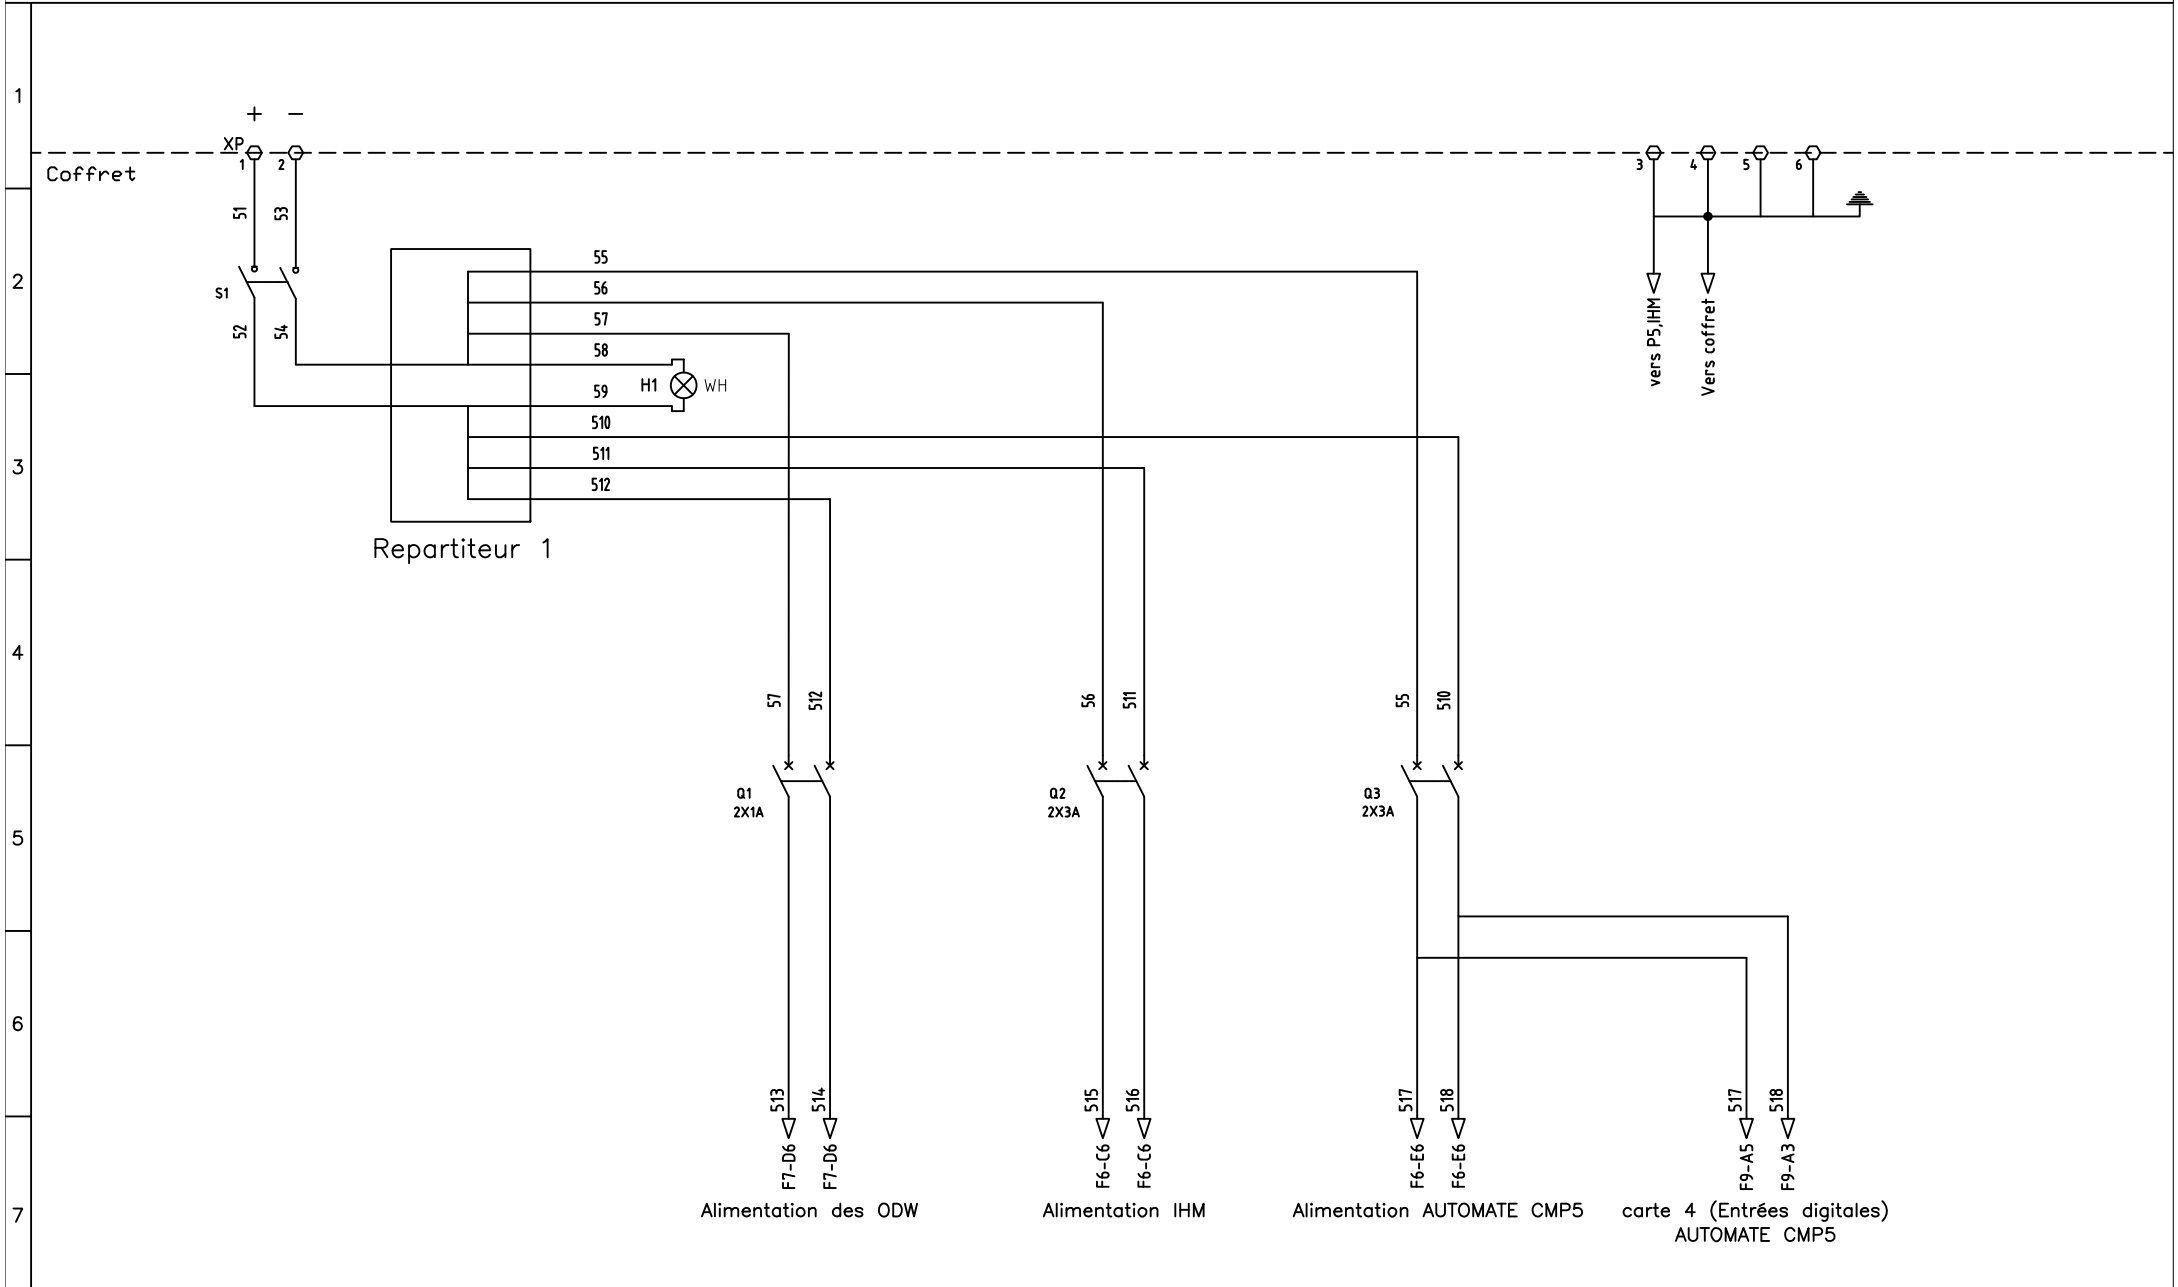 1
+ −
XP
1 2 3 4 5 6
Coffret
51 53
2
S1
52 54
55
56
57
58
H1 WH
59
510
511
512
vers P5,IHM
Vers coffret
3
Repartiteur 1
4
57 512 56 511 55 510
Q1
2X1A
Q2
2X3A
Q3
2X3A
5
6
513 514 515 516 517 518 517 518
F7-D6 F7-D6 F6-C6 F6-C6 F6-E6 F6-E6 F9-A5 F9-A3
7
Alimentation des ODW
Alimentation IHM
Alimentation AUTOMATE CMP5
carte 4 (Entrées digitales)
AUTOMATE CMP5